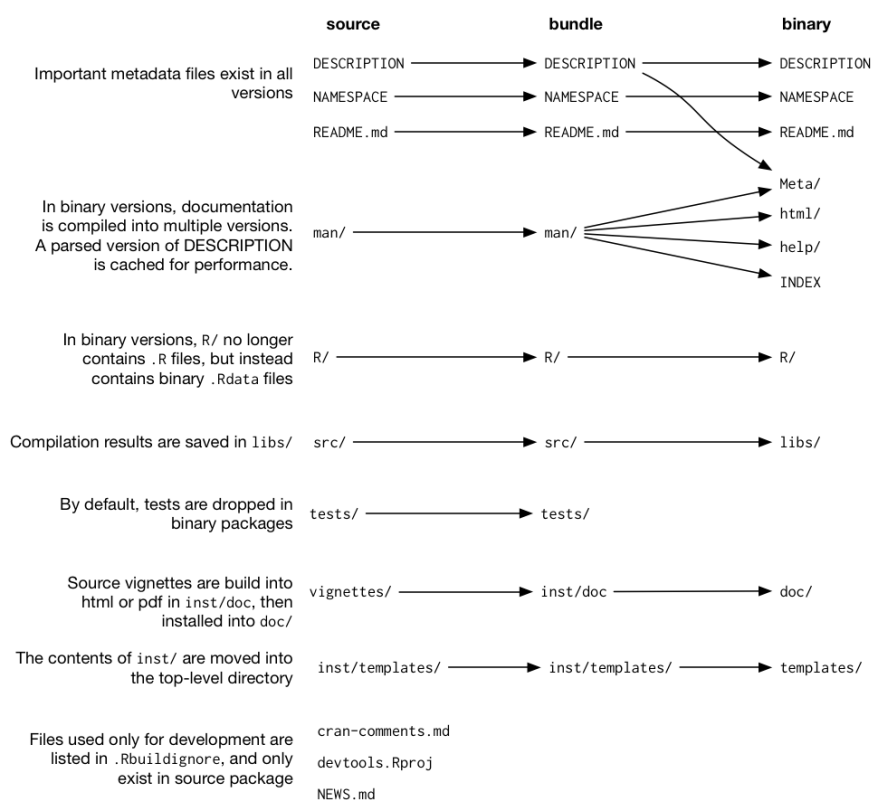 source bundle binary
Important metadata files exist in all
versions
DESCRIPTION DESCRIPTION DESCRIPTION
NAMESPACE NAMESPACE NAMESPACE
README.md README.md README.md
In binary versions, documentation
is compiled into multiple versions.
A parsed version of DESCRIPTION
is cached for performance.
man/ man/
Meta/
html/
help/
INDEX
In binary versions, R/ no longer
contains .R files, but instead
contains binary .Rdata files
R/ R/ R/
Compilation results are saved in libs/
src/ src/ libs/
By default, tests are dropped in
binary packages
tests/ tests/
Source vignettes are build into
html or pdf in inst/doc, then
installed into doc/
vignettes/ inst/doc doc/
The contents of inst/ are moved into
the top-level directory
inst/templates/ inst/templates/ templates/
Files used only for development are
listed in .Rbuildignore, and only
exist in source package
cran-comments.md
devtools.Rproj
NEWS.md